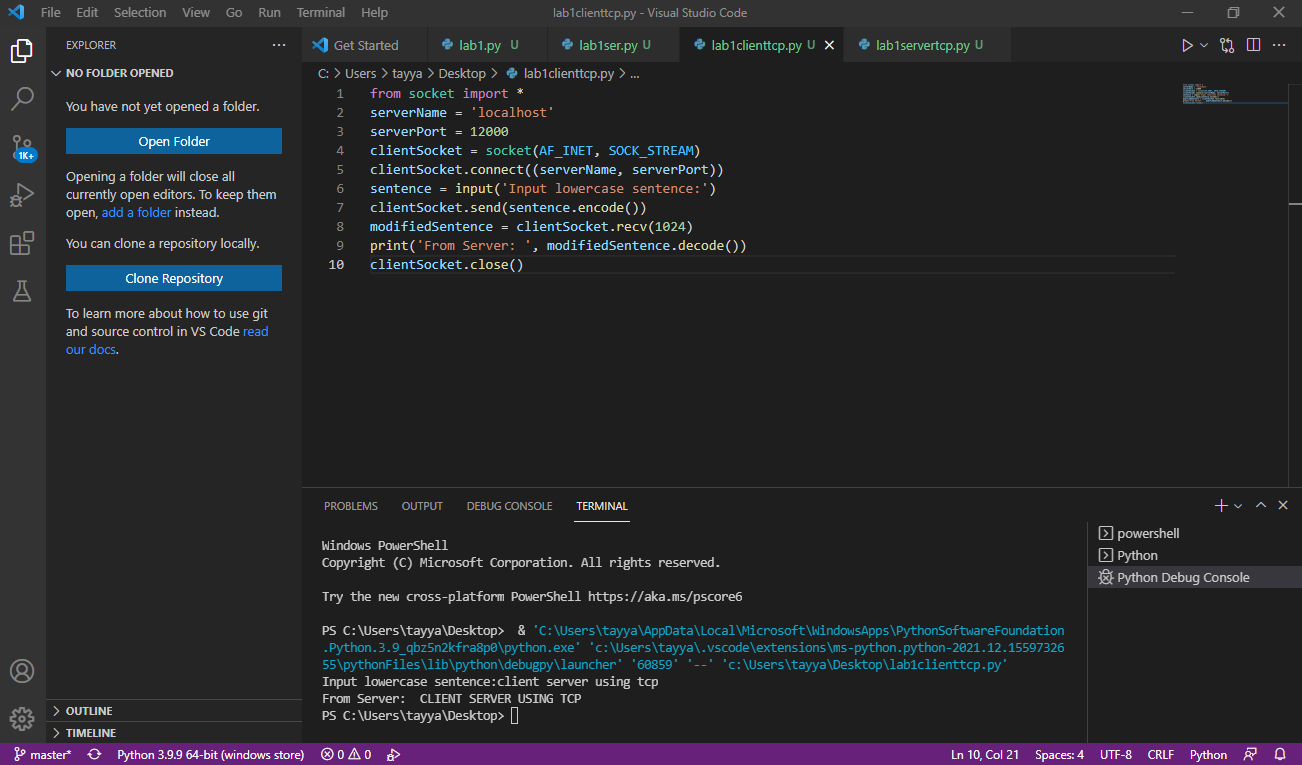 File Edit Selection View Go Run Terminal Help lab1clienttcp.py - Visual Studio Code
EXPLORER
NO FOLDER OPENED
You have not yet opened a folder.
Open Folder
Opening a folder will close all
currently open editors. To keep them
open, add a folder instead.
You can clone a repository locally.
Clone Repository
To learn more about how to use git
and source control in VS Code read
our docs.
OUTLINE
TIMELINE
1K+
Get Started lab1.py U lab1ser.py U lab1clienttcp.py U lab1servertcp.py U
C: > Users > tayya > Desktop > lab1clienttcp.py > ...
1 from socket import *
2 serverName = 'localhost'
3 serverPort = 12000
4 clientSocket = socket(AF_INET, SOCK_STREAM)
5 clientSocket.connect((serverName, serverPort))
6 sentence = input('Input lowercase sentence:')
7 clientSocket.send(sentence.encode())
8 modifiedSentence = clientSocket.recv(1024)
9 print('From Server: ', modifiedSentence.decode())
10 clientSocket.close()
PROBLEMS OUTPUT DEBUG CONSOLE TERMINAL
Windows PowerShell
Copyright (C) Microsoft Corporation. All rights reserved.
Try the new cross-platform PowerShell https://aka.ms/pscore6
PS C:\Users\tayya\Desktop>  & 'C:\Users\tayya\AppData\Local\Microsoft\WindowsApps\PythonSoftwareFoundation
.Python.3.9_qbz5n2kfra8p0\python.exe' 'c:\Users\tayya\.vscode\extensions\ms-python.python-2021.12.15597326
55\pythonFiles\lib\python\debugpy\launcher' '60859' '--' 'c:\Users\tayya\Desktop\lab1clienttcp.py'
Input lowercase sentence:client server using tcp
From Server:  CLIENT SERVER USING TCP
PS C:\Users\tayya\Desktop>
powershell
Python
Python Debug Console
master* Python 3.9.9 64-bit (windows store) 0 0 Ln 10, Col 21 Spaces: 4 UTF-8 CRLF Python